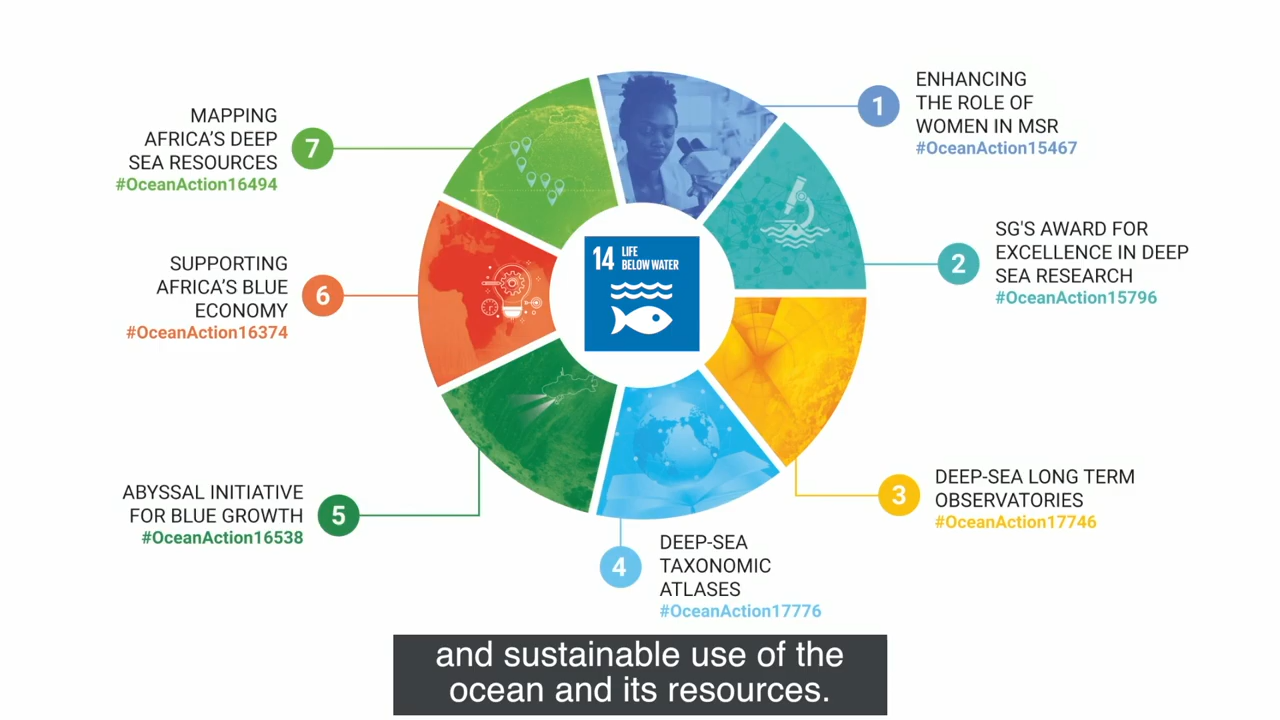 1
ENHANCING
THE ROLE OF
WOMEN IN MSR
#OceanAction15467
2
SG'S AWARD FOR
EXCELLENCE IN DEEP
SEA RESEARCH
#OceanAction15796
3
DEEP-SEA LONG TERM
OBSERVATORIES
#OceanAction17746
4
DEEP-SEA
TAXONOMIC
ATLASES
#OceanAction17776
5
ABYSSAL INITIATIVE
FOR BLUE GROWTH
#OceanAction16538
6
SUPPORTING
AFRICA'S BLUE
ECONOMY
#OceanAction16374
7
MAPPING
AFRICA'S DEEP
SEA RESOURCES
#OceanAction16494
14 LIFE
BELOW WATER
and sustainable use of the
ocean and its resources.